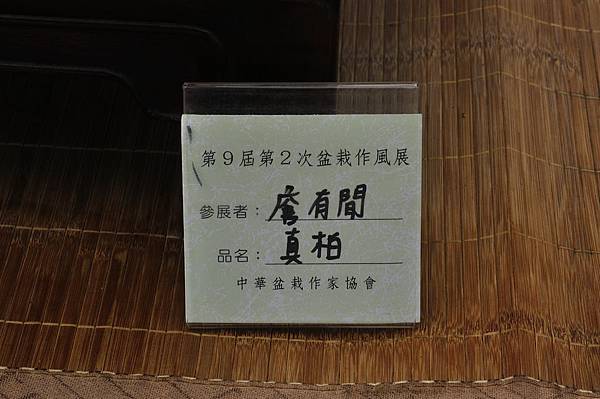 第9屆第2次盆栽作風展
參展者：詹有閒
品名：真柏
中華盆栽作家協會